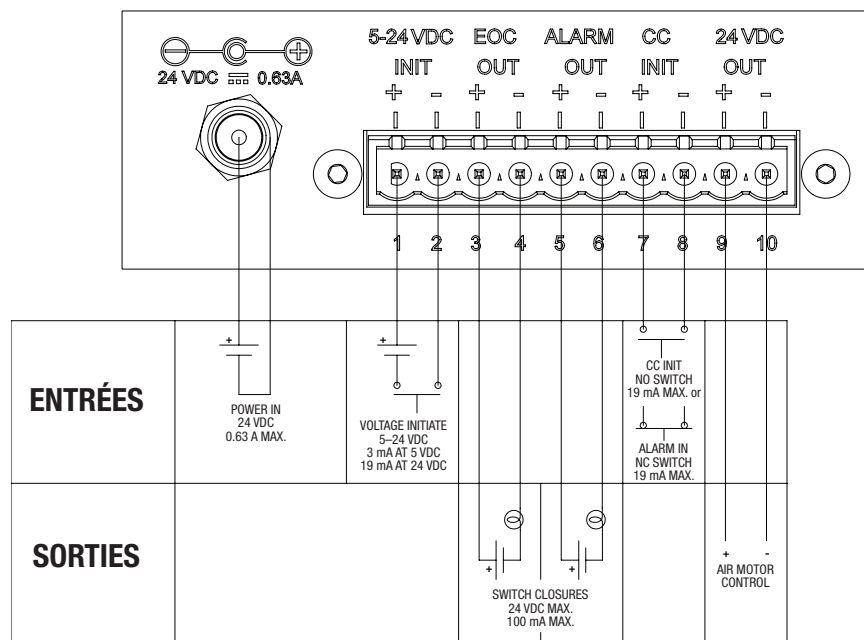 5-24 VDC EOC ALARM CC 24 VDC
INIT OUT OUT INIT OUT
24 VDC 0.63A
+ - + - + - + - + -
1 2 3 4 5 6 7 8 9 10
ENTRÉES
+
POWER IN
24 VDC
0.63 A MAX.
+
VOLTAGE INITIATE
5–24 VDC
3 mA AT 5 VDC
19 mA AT 24 VDC
CC INIT
NO SWITCH
19 mA MAX. or
ALARM IN
NC SWITCH
19 mA MAX.
SORTIES
+ +
SWITCH CLOSURES
24 VDC MAX.
100 mA MAX.
+ -
AIR MOTOR
CONTROL